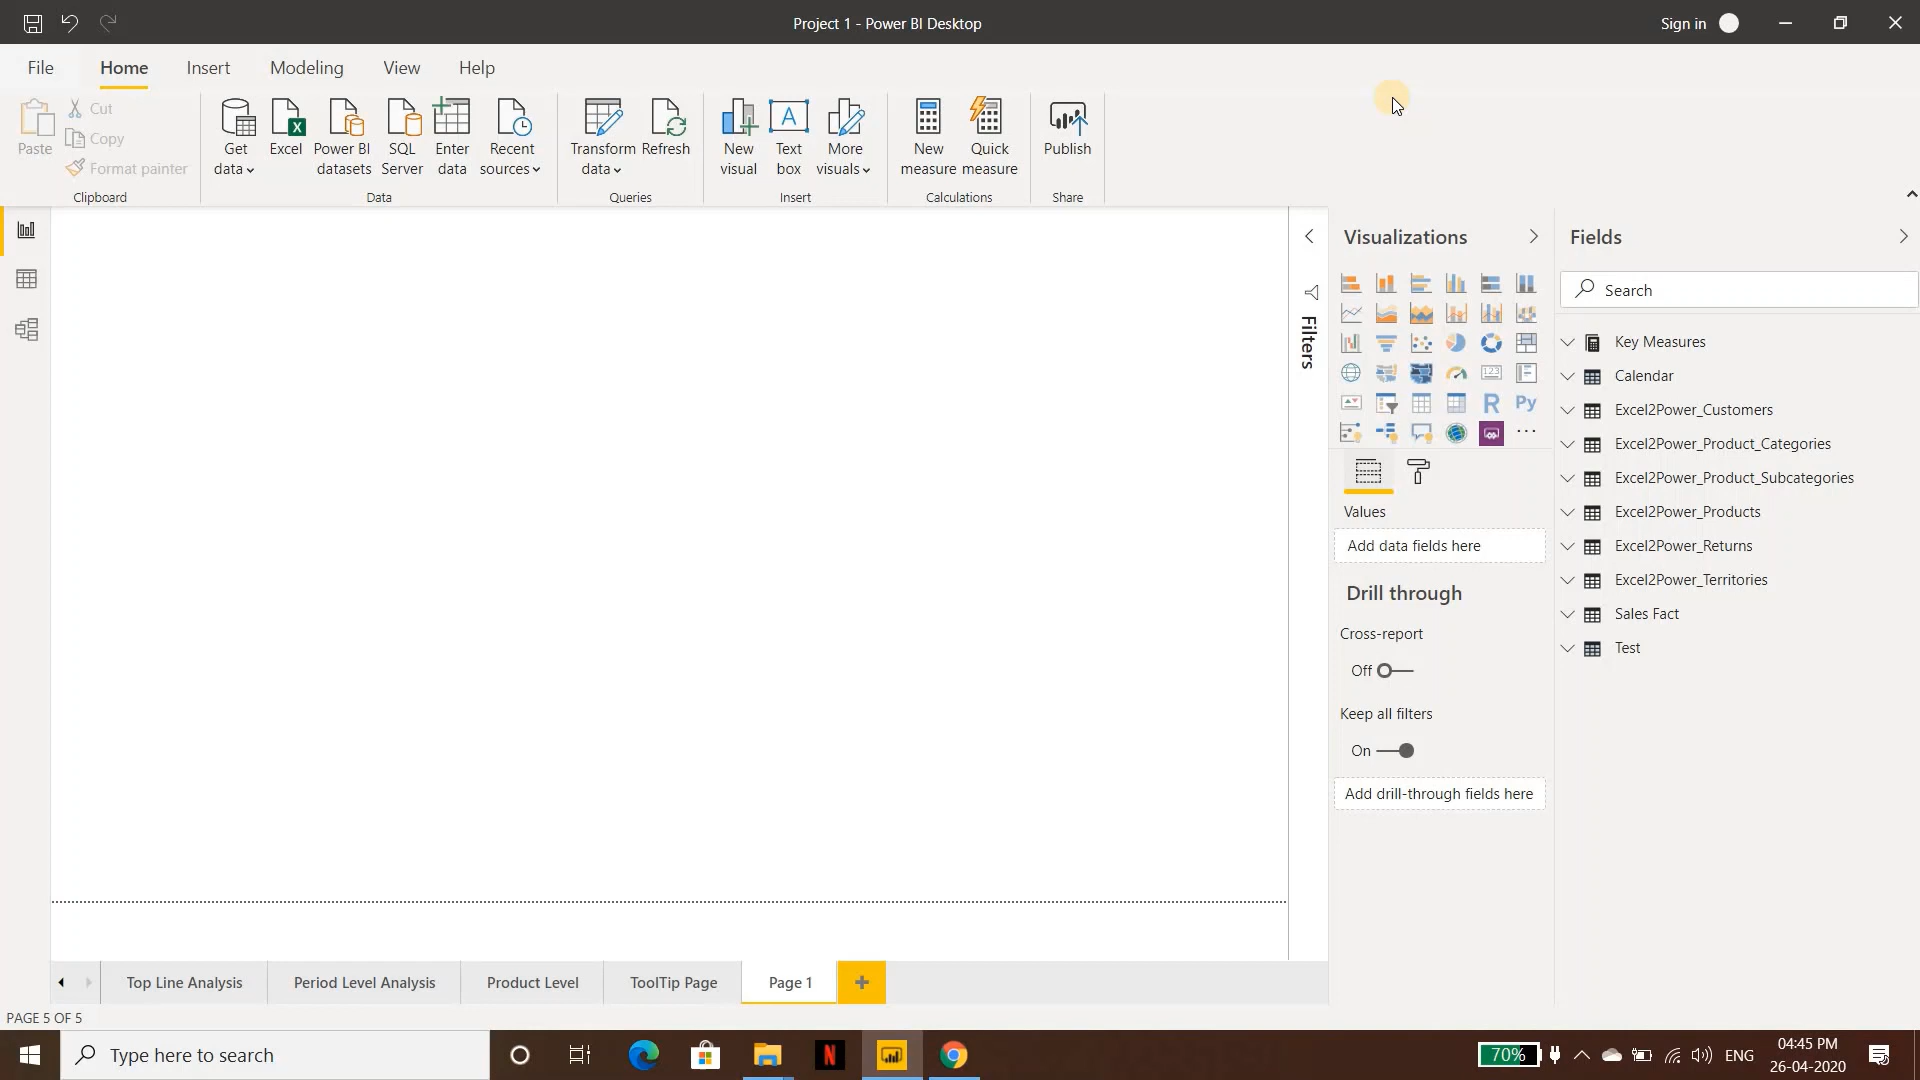 Project 1 - Power BI Desktop
Sign in
File
Home
Insert
Modeling
View
Help
Paste
Cut
Copy
Format painter
Clipboard
Get
data
Excel
Power BI
datasets
SQL
Server
Enter
data
Recent
sources
Data
Transform
data
Refresh
Queries
New
visual
A
Text
box
More
visuals
Insert
New
measure
Quick
measure
Calculations
Publish
Share
Filters
Visualizations
123
R
Py
Values
Add data fields here
Drill through
Cross-report
Off
Keep all filters
On
Add drill-through fields here
Fields
Search
Key Measures
Calendar
Excel2Power_Customers
Excel2Power_Product_Categories
Excel2Power_Product_Subcategories
Excel2Power_Products
Excel2Power_Returns
Excel2Power_Territories
Sales Fact
Test
Top Line Analysis
Period Level Analysis
Product Level
ToolTip Page
Page 1
PAGE 5 OF 5
Type here to search
N
70%
ENG
04:45 PM
26-04-2020